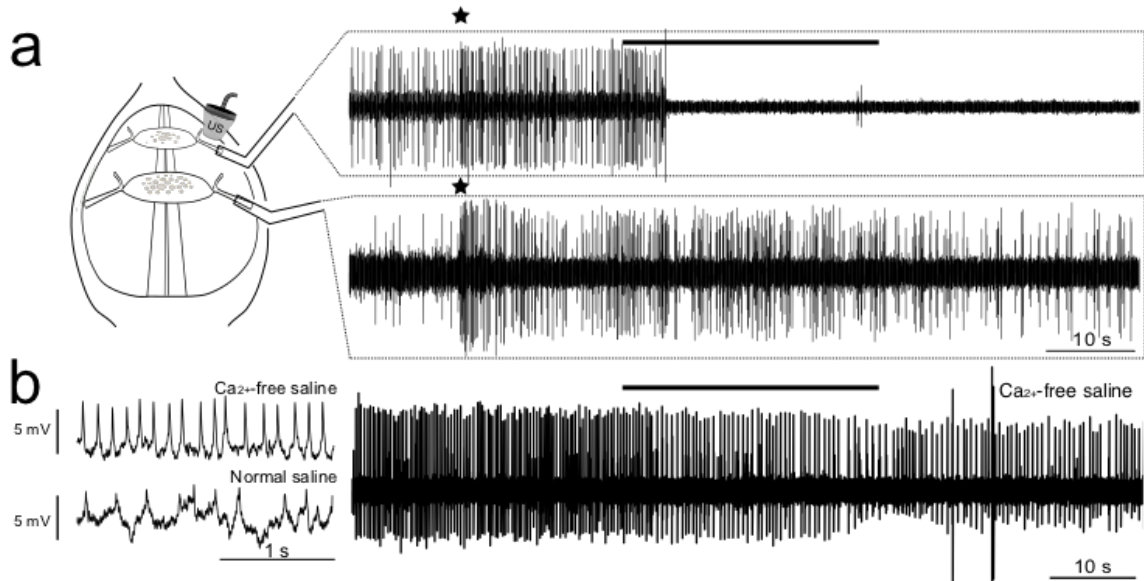 a
US
10 s
b
Ca2+-free saline
5 mV
Normal saline
5 mV
1 s
Ca2+-free saline
10 s